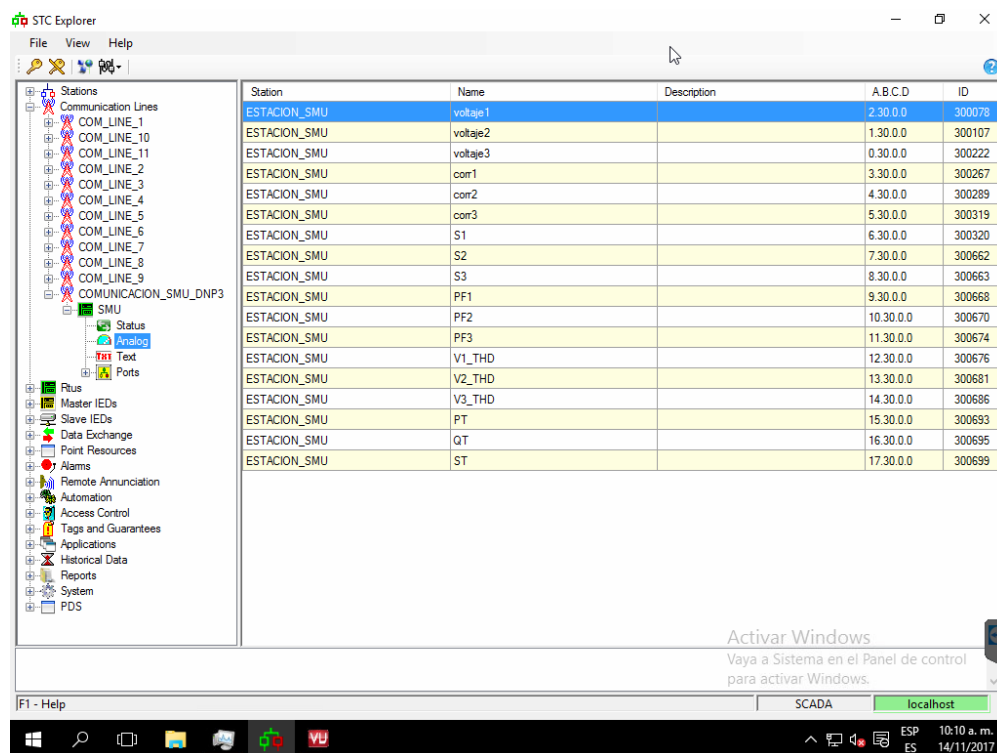 STC Explorer
File View Help
Stations
Communication Lines
COM_LINE_1
COM_LINE_10
COM_LINE_11
COM_LINE_2
COM_LINE_3
COM_LINE_4
COM_LINE_5
COM_LINE_6
COM_LINE_7
COM_LINE_8
COM_LINE_9
COMUNICACION_SMU_DNP3
SMU
Status
Analog
TXT Text
Ports
Rtus
Master IEDs
Slave IEDs
Data Exchange
Point Resources
Alarms
Remote Annunciation
Automation
Access Control
Tags and Guarantees
Applications
Historical Data
Reports
System
PDS
Station Name Description A.B.C.D ID
ESTACION_SMU voltaje1 2.30.0.0 300078
ESTACION_SMU voltaje2 1.30.0.0 300107
ESTACION_SMU voltaje3 0.30.0.0 300222
ESTACION_SMU corr1 3.30.0.0 300267
ESTACION_SMU corr2 4.30.0.0 300289
ESTACION_SMU corr3 5.30.0.0 300319
ESTACION_SMU S1 6.30.0.0 300320
ESTACION_SMU S2 7.30.0.0 300662
ESTACION_SMU S3 8.30.0.0 300663
ESTACION_SMU PF1 9.30.0.0 300668
ESTACION_SMU PF2 10.30.0.0 300670
ESTACION_SMU PF3 11.30.0.0 300674
ESTACION_SMU V1_THD 12.30.0.0 300676
ESTACION_SMU V2_THD 13.30.0.0 300681
ESTACION_SMU V3_THD 14.30.0.0 300686
ESTACION_SMU PT 15.30.0.0 300693
ESTACION_SMU QT 16.30.0.0 300695
ESTACION_SMU ST 17.30.0.0 300699
Activar Windows
Vaya a Sistema en el Panel de control
para activar Windows.
F1 - Help SCADA localhost
ESP 10:10 a. m.
ES 14/11/2017